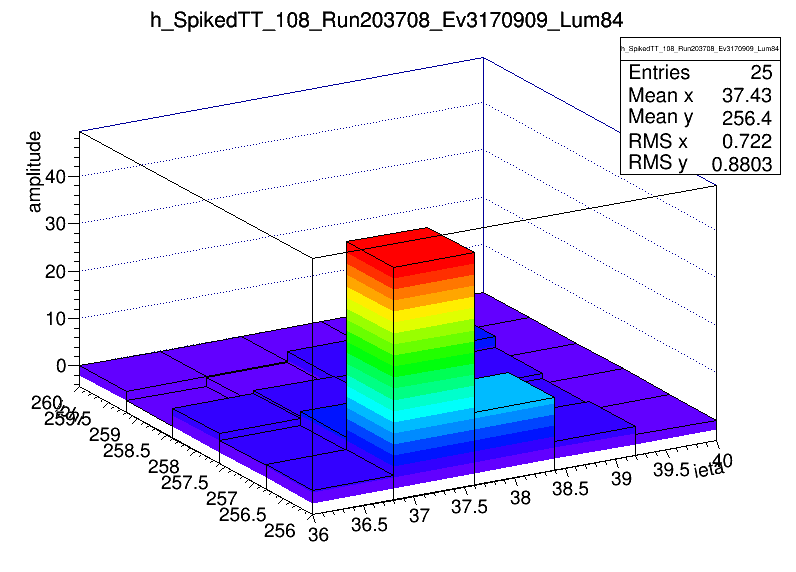 h_SpikedTT_108_Run203708_Ev3170909_Lum84
h_SpikedTT_108_Run203708_Ev3170909_Lum84
Entries 25
Mean x 37.43
Mean y 256.4
RMS x 0.722
RMS y 0.8803
amplitude
40
30
20
10
0
260
259.5
259
258.5
258
257.5
257
256.5
256
36
36.5
37
37.5
38
38.5
39
39.5
40
ieta